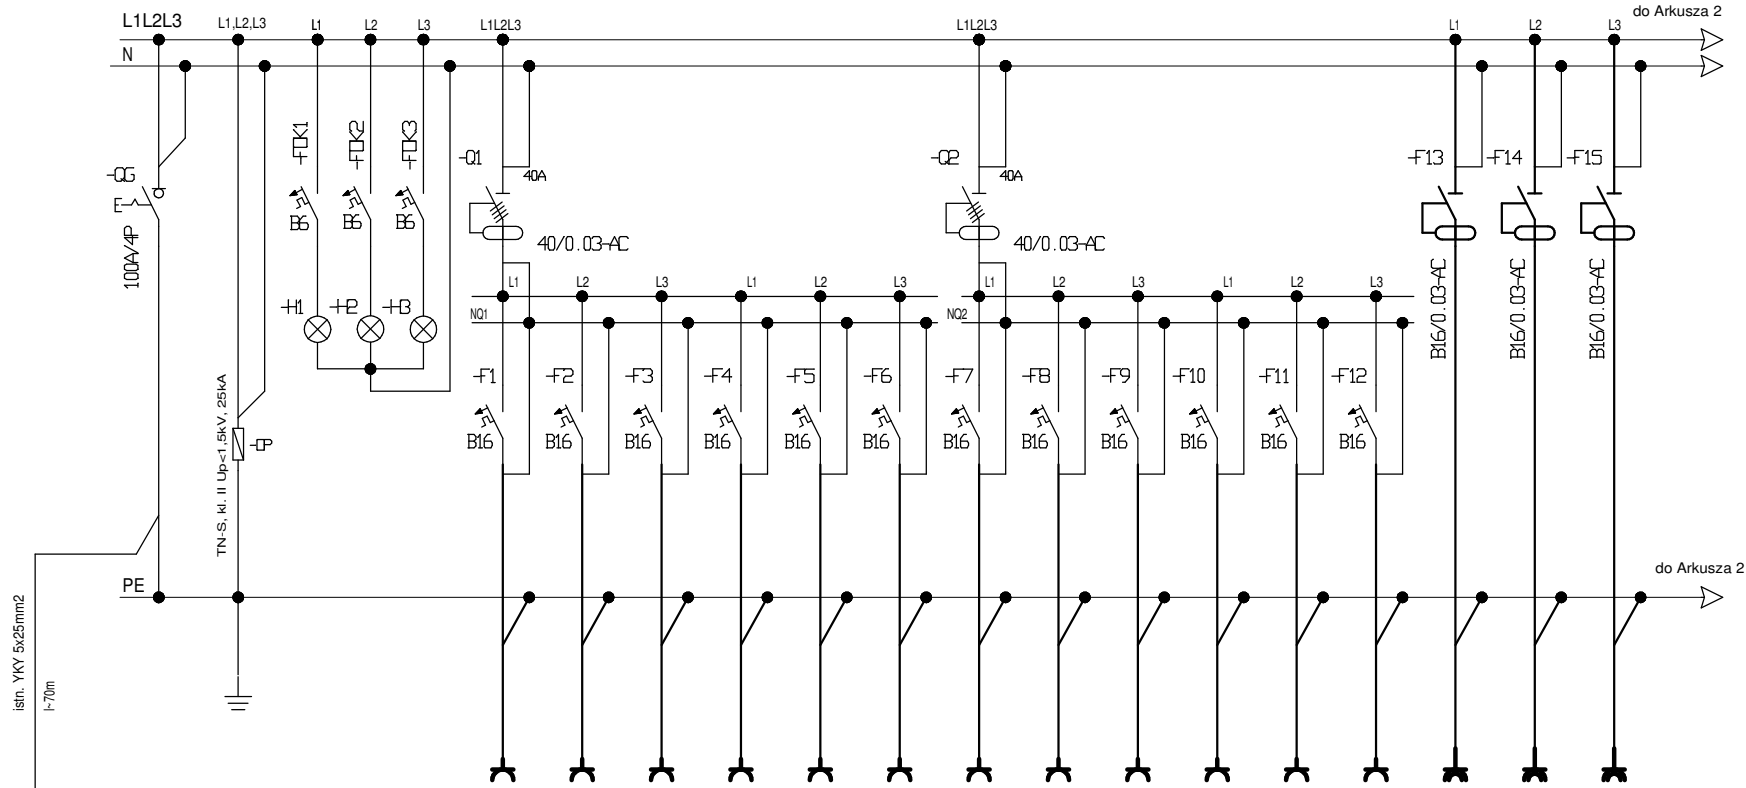 do Arkusza 2
L1L2L3
L1,L2,L3
L1
L2
L3
L1L2L3
L1L2L3
L1
L2
L3
N
-FOK1
-FOK2
-FOK3
-Q1
-Q2
-F13
-F14
-F15
40A
40A
-QG
100A/4P
B6
B6
B6
40/0.03-AC
40/0.03-AC
B16/0.03-AC
B16/0.03-AC
B16/0.03-AC
L1
L2
L3
L1
L2
L3
L1
L2
L3
L1
L2
L3
-H1
-H2
-H3
NQ1
NQ2
-F1
-F2
-F3
-F4
-F5
-F6
-F7
-F8
-F9
-F10
-F11
-F12
B16
B16
B16
B16
B16
B16
B16
B16
B16
B16
B16
B16
TN-S, kl. II Up<1,5kV, 25kA
-OP
PE
do Arkusza 2
istn. YKY 5x25mm2
l~70m